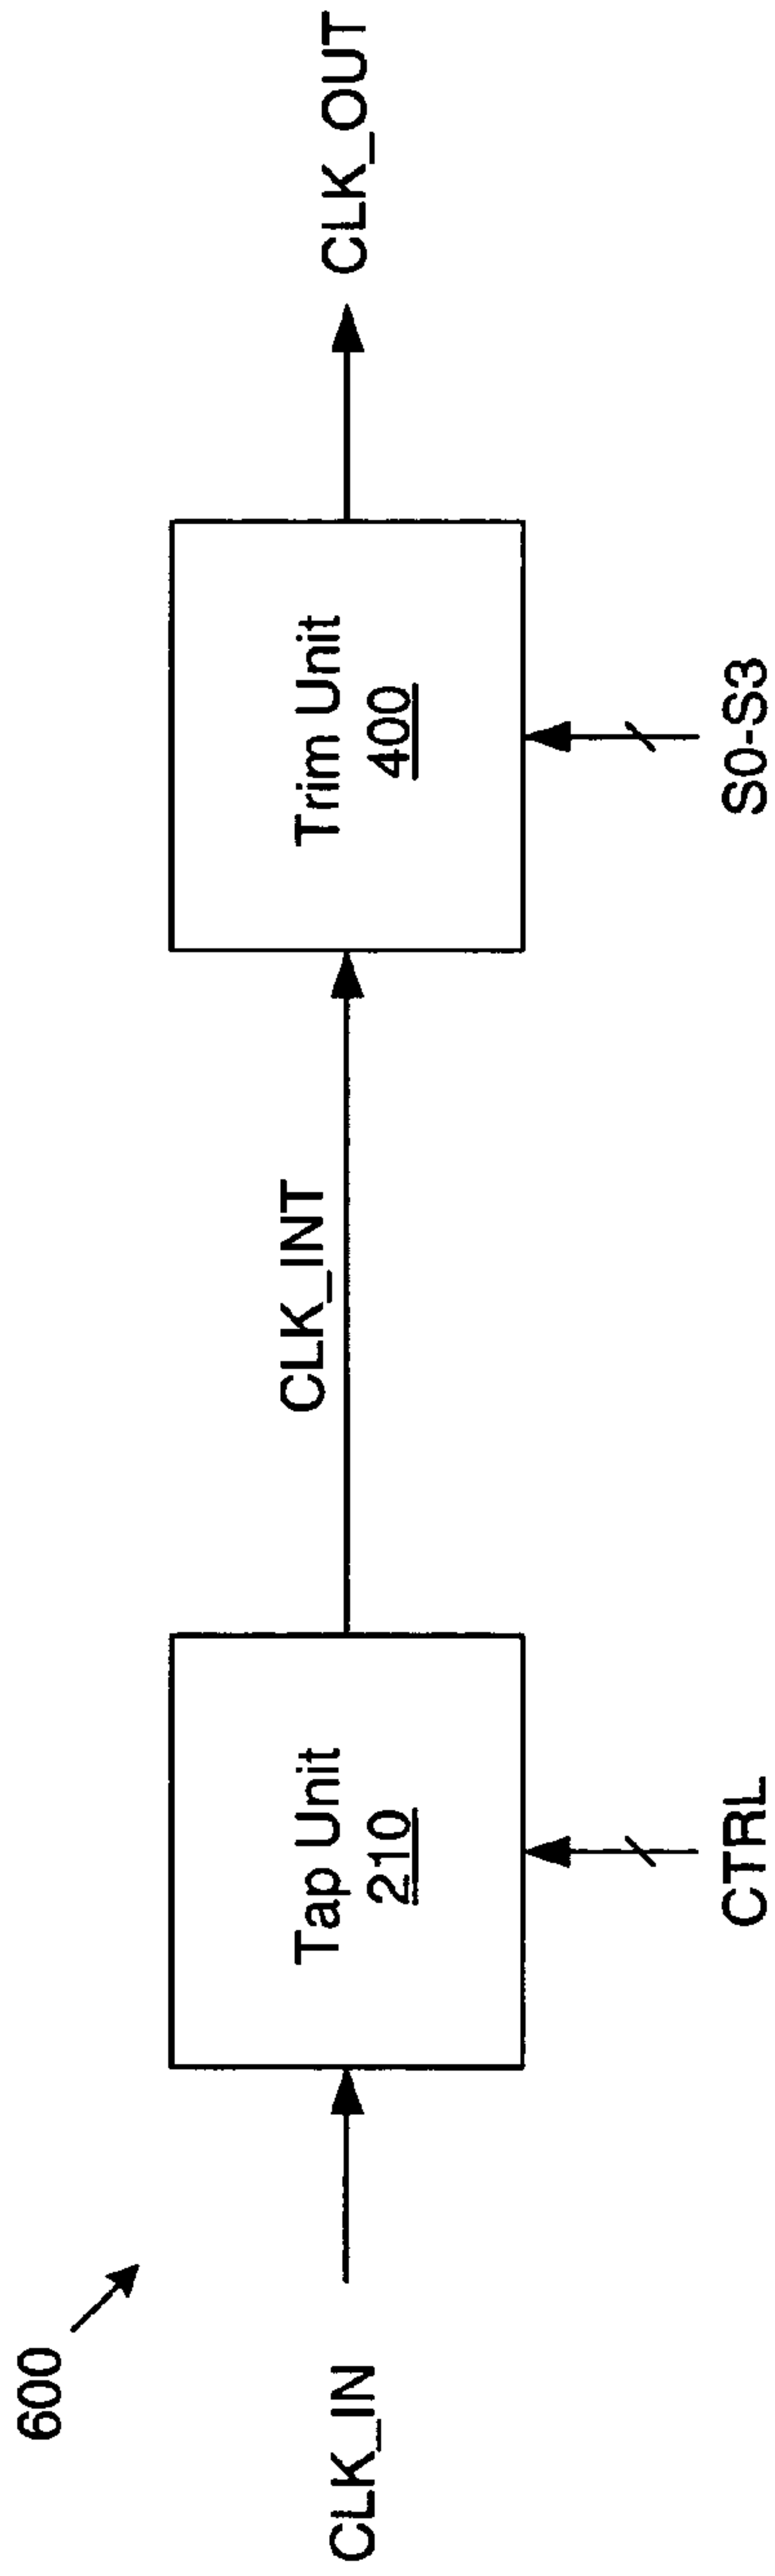 600
CLK_IN
Tap Unit
210
CTRL
CLK_INT
Trim Unit
400
S0-S3
CLK_OUT